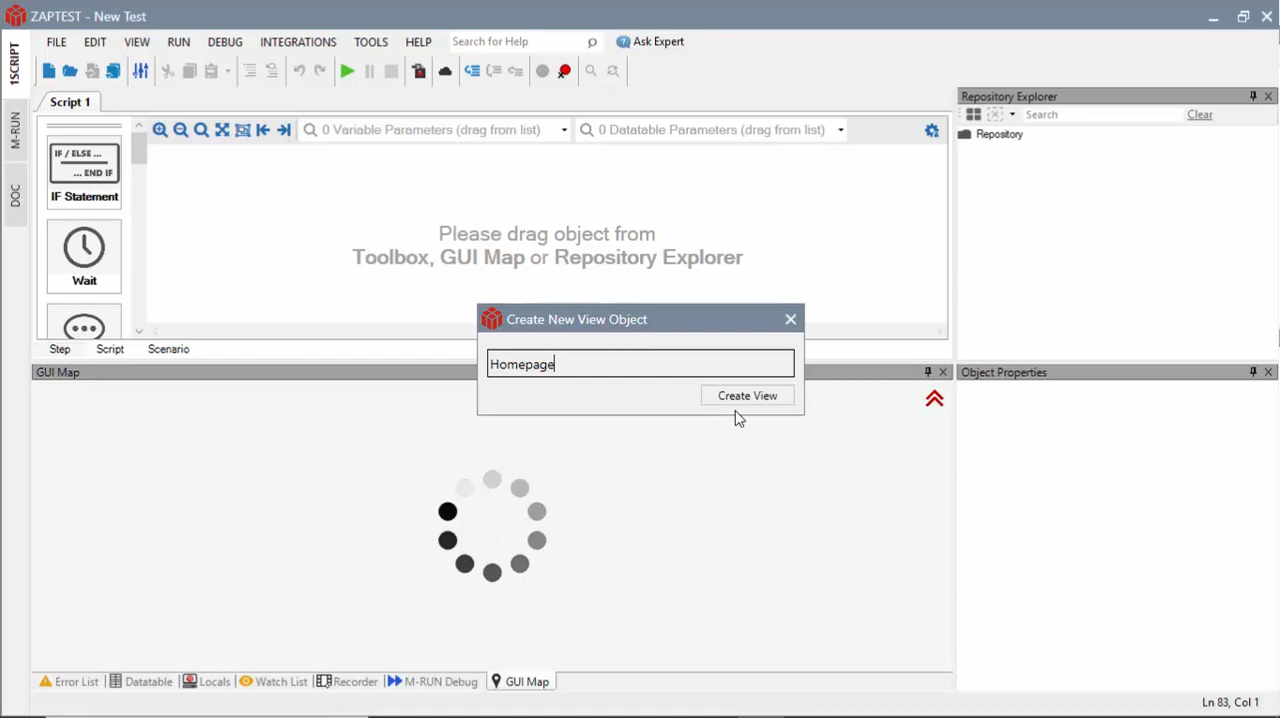 ZAPTEST - New Test
FILE EDIT VIEW RUN DEBUG INTEGRATIONS TOOLS HELP Search for Help Ask Expert
1SCRIPT
M-RUN
DOC
Script 1
0 Variable Parameters (drag from list) 0 Datatable Parameters (drag from list)
IF / ELSE ...
... END IF
IF Statement
Wait
Please drag object from
Toolbox, GUI Map or Repository Explorer
Step Script Scenario
Repository Explorer
Search Clear
Repository
Create New View Object
Homepage
Create View
GUI Map
Object Properties
Error List Datatable Locals Watch List Recorder M-RUN Debug GUI Map
Ln 83, Col 1